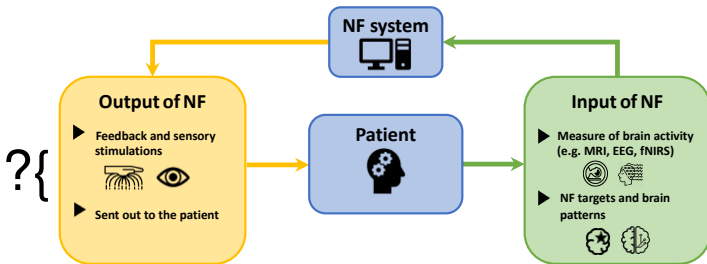 NF system
Output of NF
Feedback and sensory
stimulations
Sent out to the patient
?{
Patient
Input of NF
Measure of brain activity
(e.g. MRI, EEG, fNIRS)
NF targets and brain
patterns